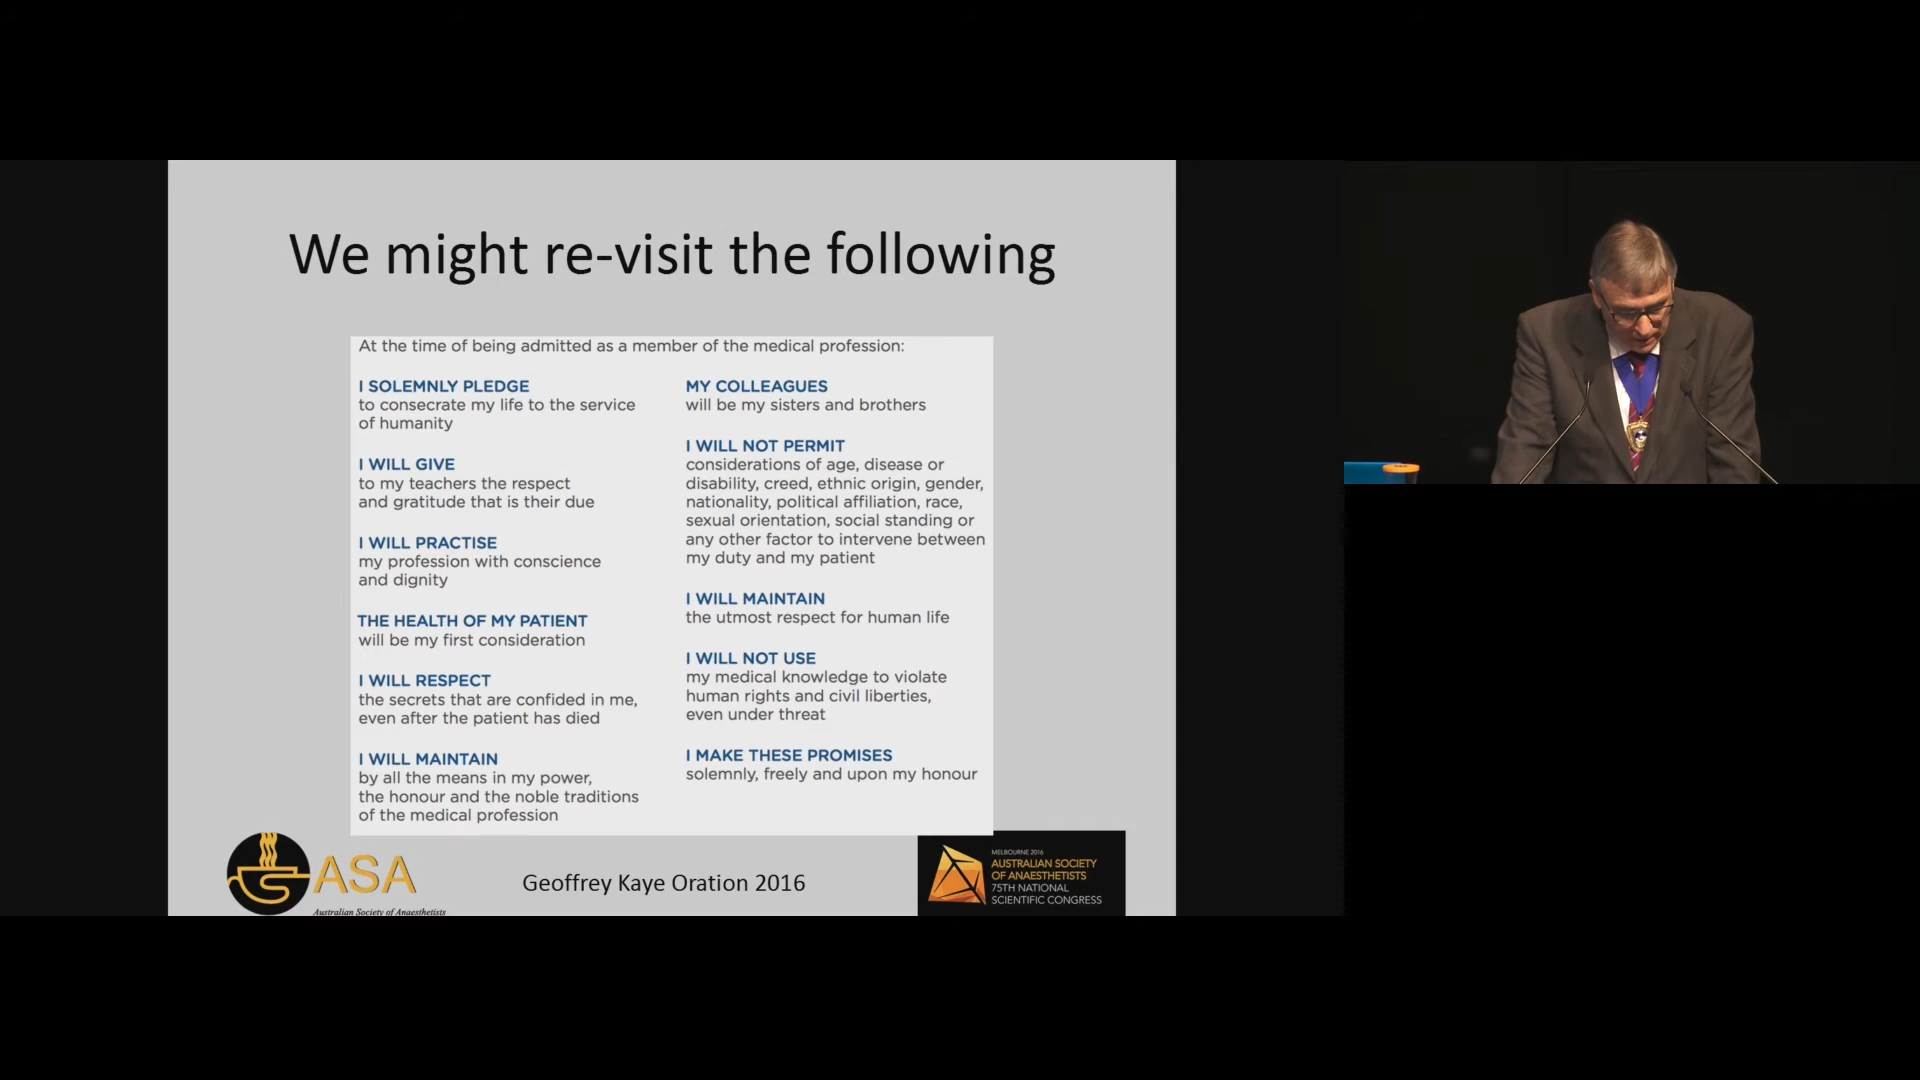 We might re-visit the following
At the time of being admitted as a member of the medical profession:
I SOLEMNLY PLEDGE
to consecrate my life to the service
of humanity
I WILL GIVE
to my teachers the respect
and gratitude that is their due
I WILL PRACTISE
my profession with conscience
and dignity
THE HEALTH OF MY PATIENT
will be my first consideration
I WILL RESPECT
the secrets that are confided in me,
even after the patient has died
I WILL MAINTAIN
by all the means in my power,
the honour and the noble traditions
of the medical profession
MY COLLEAGUES
will be my sisters and brothers
I WILL NOT PERMIT
considerations of age, disease or
disability, creed, ethnic origin, gender,
nationality, political affiliation, race,
sexual orientation, social standing or
any other factor to intervene between
my duty and my patient
I WILL MAINTAIN
the utmost respect for human life
I WILL NOT USE
my medical knowledge to violate
human rights and civil liberties,
even under threat
I MAKE THESE PROMISES
solemnly, freely and upon my honour
ASA
Australian Society of Anaesthetists
Geoffrey Kaye Oration 2016
MELBOURNE 2016
AUSTRALIAN SOCIETY
OF ANAESTHETISTS
75TH NATIONAL
SCIENTIFIC CONGRESS